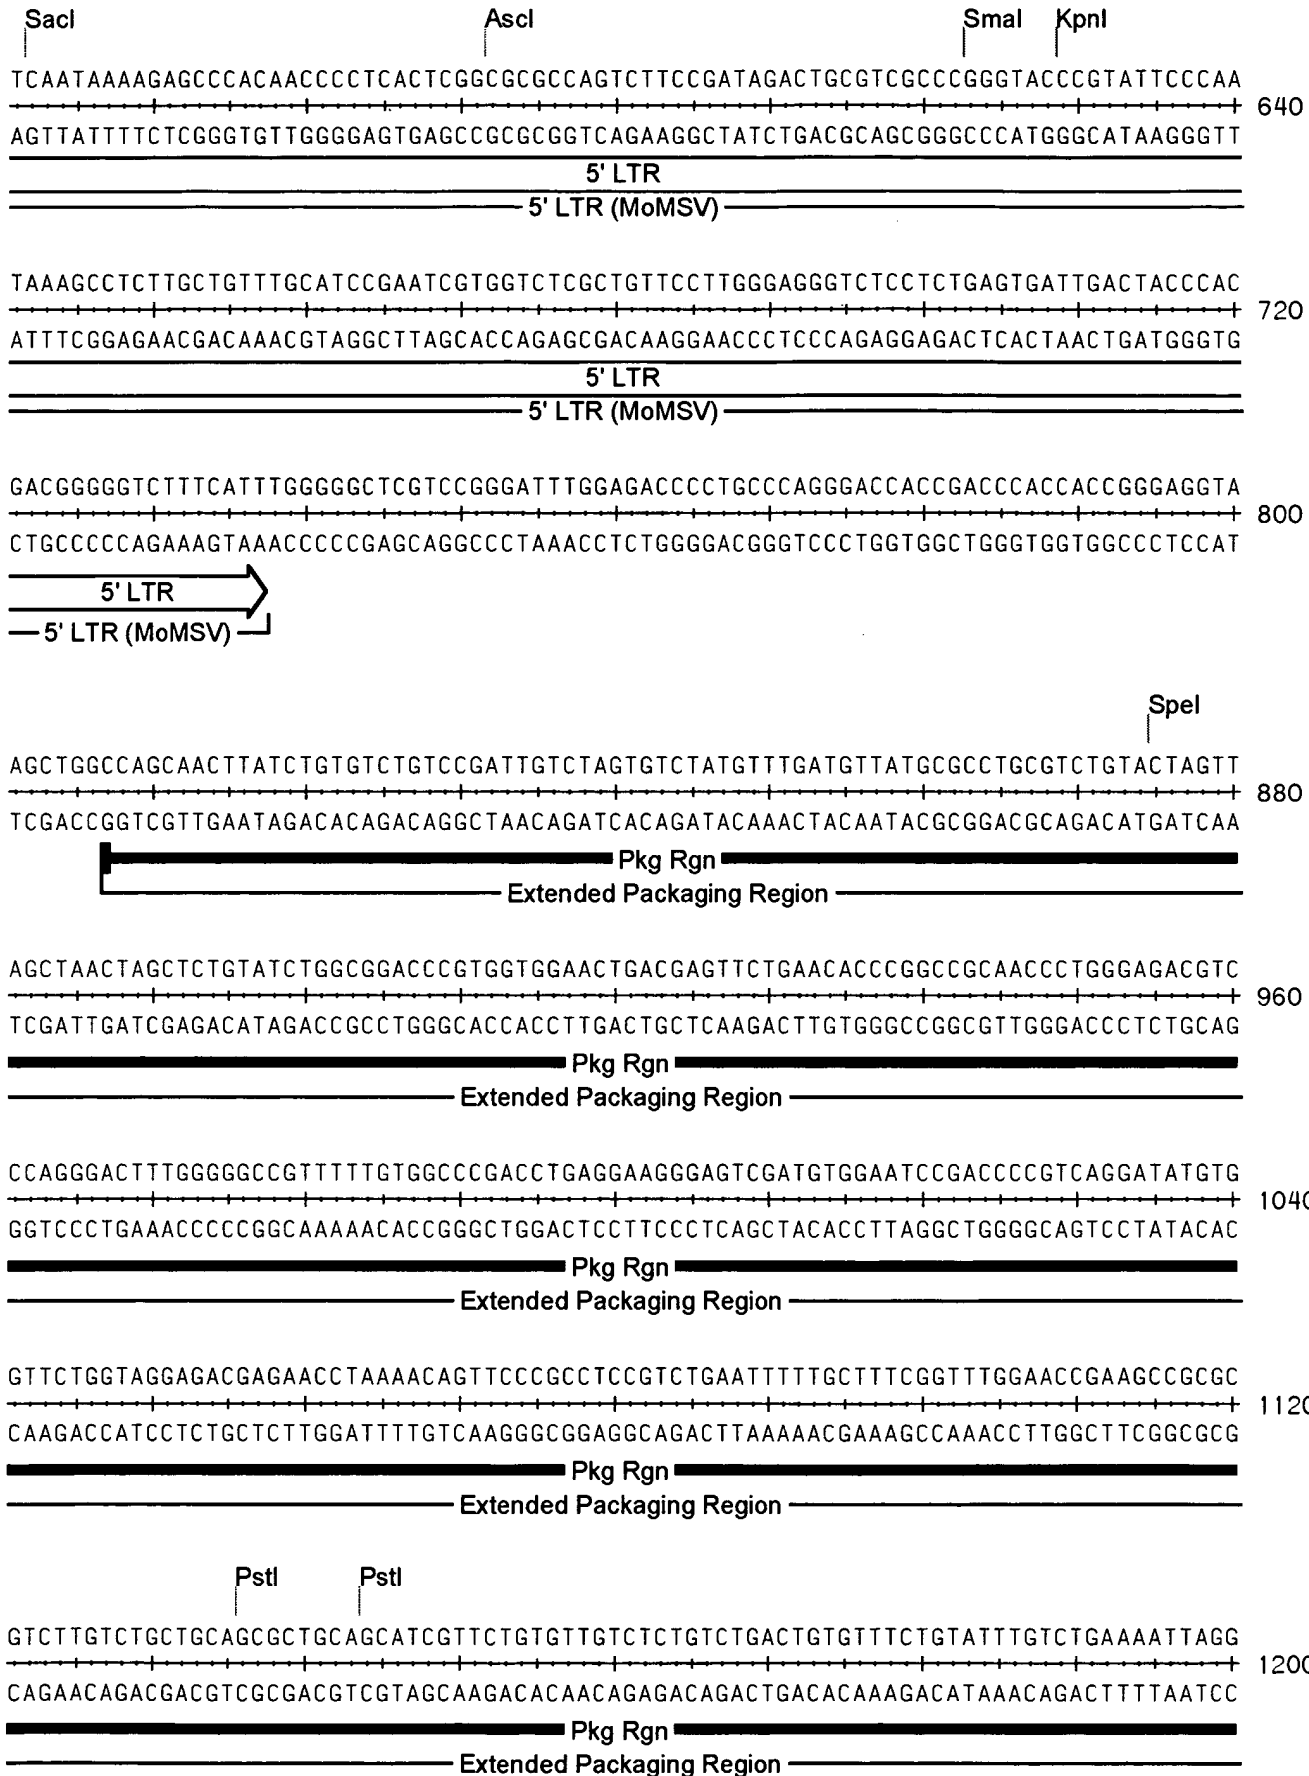 SacI AscI SmaI KpnI
TCAATAAAAGAGCCCACAACCCCTCACTCGGCGCGCCAGTCTTCCGATAGACTGCGTCGCCCGGGTACCCGTATTCCCAA
640
AGTTATTTTCTCGGGTGTTGGGGAGTGAGCCGCGCGGTCAGAAGGCTATCTGACGCAGCGGGCCCATGGGCATAAGGGTT
5' LTR
5' LTR (MoMSV)
TAAAGCCTCTTGCTGTTTGCATCCGAATCGTGGTCTCGCTGTTCCTTGGGAGGGTCTCCTCTGAGTGATTGACTACCCAC
720
ATTTCGGAGAACGACAAACGTAGGCTTAGCACCAGAGCGACAAGGAACCCTCCCAGAGGAGACTCACTAACTGATGGGTG
5' LTR
5' LTR (MoMSV)
GACGGGGGTCTTTCATTTGGGGGCTCGTCCGGGATTTGGAGACCCCTGCCCAGGGACCACCGACCCACCACCGGGAGGTA
800
CTGCCCCCAGAAAGTAAACCCCCGAGCAGGCCCTAAACCTCTGGGGACGGGTCCCTGGTGGCTGGGTGGTGGCCCTCCAT
5' LTR
5' LTR (MoMSV)
SpeI
AGCTGGCCAGCAACTTATCTGTGTCTGTCCGATTGTCTAGTGTCTATGTTTGATGTTATGCGCCTGCGTCTGTACTAGTT
880
TCGACCGGTCGTTGAATAGACACAGACAGGCTAACAGATCACAGATACAAACTACAATACGCGGACGCAGACATGATCAA
Pkg Rgn
Extended Packaging Region
AGCTAACTAGCTCTGTATCTGGCGGACCCGTGGTGGAACTGACGAGTTCTGAACACCCGGCCGCAACCCTGGGAGACGTC
960
TCGATTGATCGAGACATAGACCGCCTGGGCACCACCTTGACTGCTCAAGACTTGTGGGCCGGCGTTGGGACCCTCTGCAG
Pkg Rgn
Extended Packaging Region
CCAGGGACTTTGGGGGCCGTTTTTGTGGCCCGACCTGAGGAAGGGAGTCGATGTGGAATCCGACCCCGTCAGGATATGTG
1040
GGTCCCTGAAACCCCCGGCAAAAACACCGGGCTGGACTCCTTCCCTCAGCTACACCTTAGGCTGGGGCAGTCCTATACAC
Pkg Rgn
Extended Packaging Region
GTTCTGGTAGGAGACGAGAACCTAAAACAGTTCCCGCCTCCGTCTGAATTTTTGCTTTCGGTTTGGAACCGAAGCCGCGC
1120
CAAGACCATCCTCTGCTCTTGGATTTTGTCAAGGGCGGAGGCAGACTTAAAAACGAAAGCCAAACCTTGGCTTCGGCGCG
Pkg Rgn
Extended Packaging Region
PstI PstI
GTCTTGTCTGCTGCAGCGCTGCAGCATCGTTCTGTGTTGTCTCTGTCTGACTGTGTTTCTGTATTTGTCTGAAAATTAGG
1200
CAGAACAGACGACGTCGCGACGTCGTAGCAAGACACAACAGAGACAGACTGACACAAAGACATAAACAGACTTTTAATCC
Pkg Rgn
Extended Packaging Region